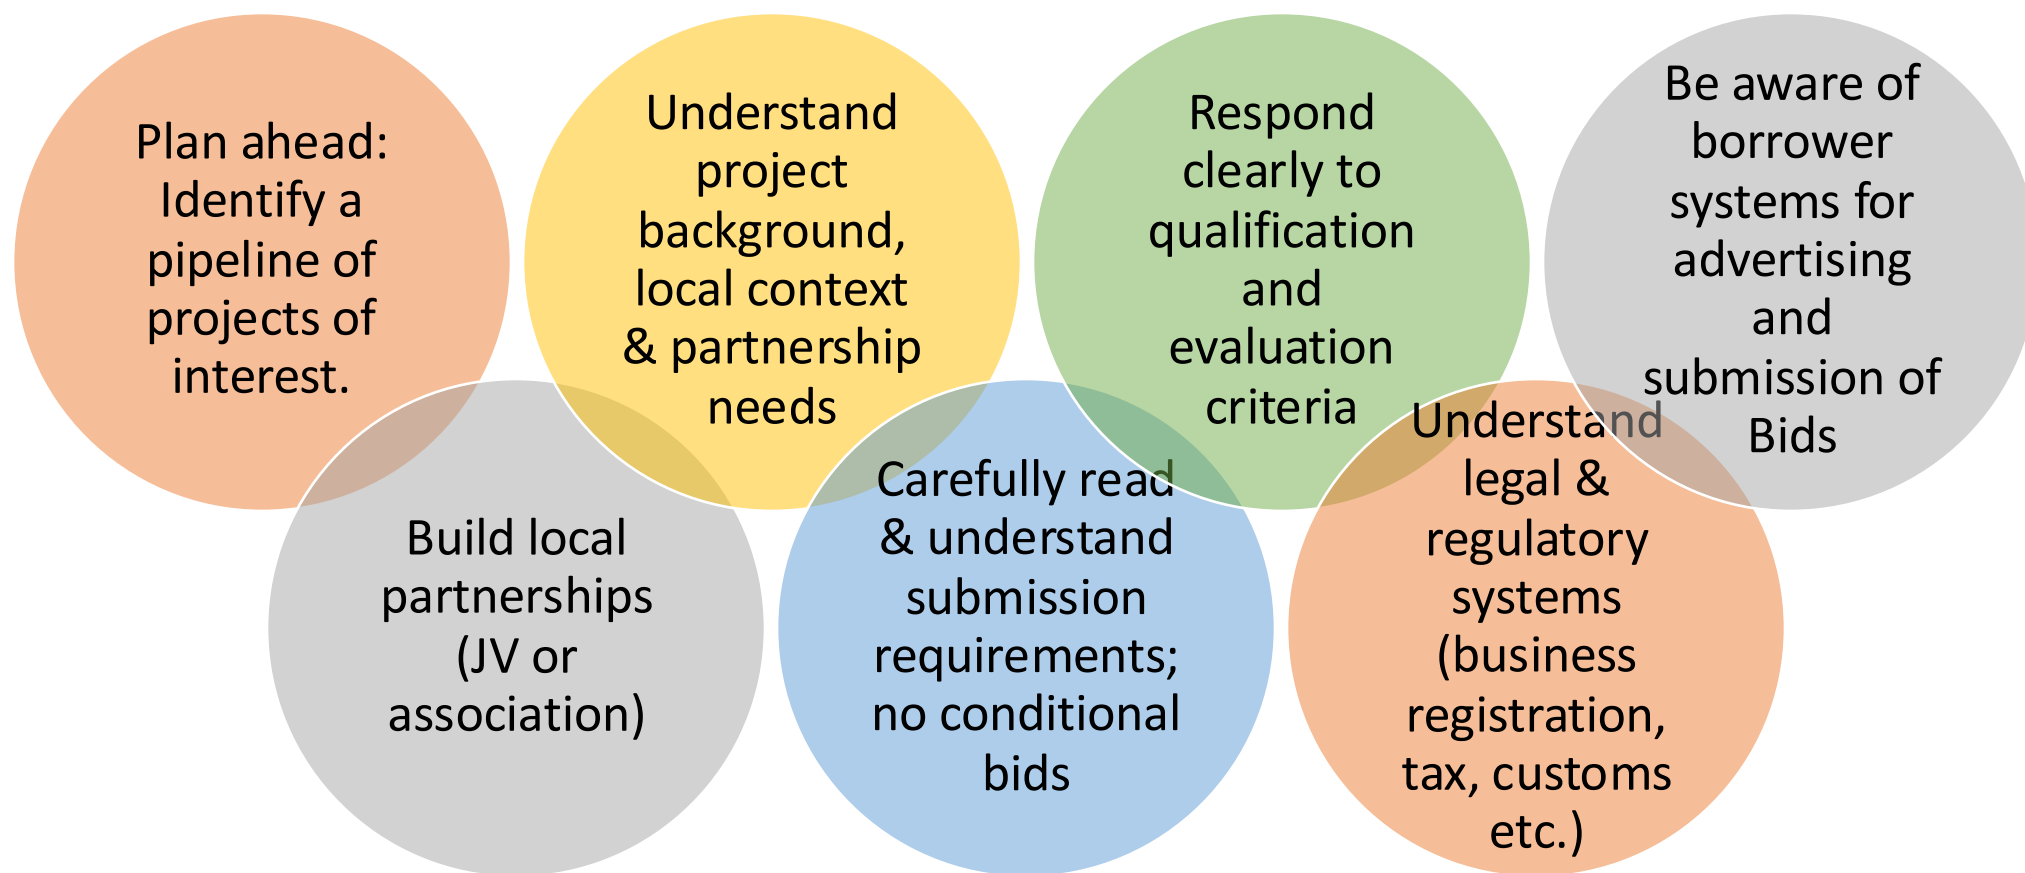 Plan ahead:
Identify a
pipeline of
projects of
interest.
Build local
partnerships
(JV or
association)
Understand
project
background,
local context
& partnership
needs
Carefully read
& understand
submission
requirements;
no conditional
bids
Respond
clearly to
qualification
and
evaluation
criteria
Understand
legal &
regulatory
systems
(business
registration,
tax, customs
etc.)
Be aware of
borrower
systems for
advertising
and
submission of
Bids